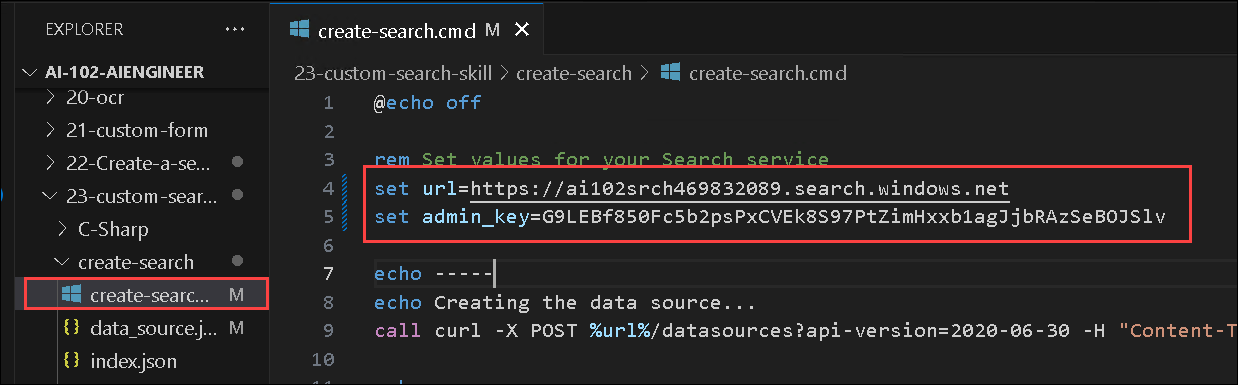 EXPLORER ...
AI-102-AIENGINEER
20-ocr
21-custom-form
22-Create-a-se...
23-custom-sear...
C-Sharp
create-search
create-searc... M
data_source.j... M
index.json
create-search.cmd M
23-custom-search-skill > create-search > create-search.cmd
1 @echo off
2
3 rem Set values for your Search service
4 set url=https://ai102srch469832089.search.windows.net
5 set admin_key=G9LEBf850Fc5b2psPxCVEk8S97PtZimHxxb1agJjbRAzSeBOJSlv
6
7 echo -----
8 echo Creating the data source...
9 call curl -X POST %url%/datasources?api-version=2020-06-30 -H "Content-T
10